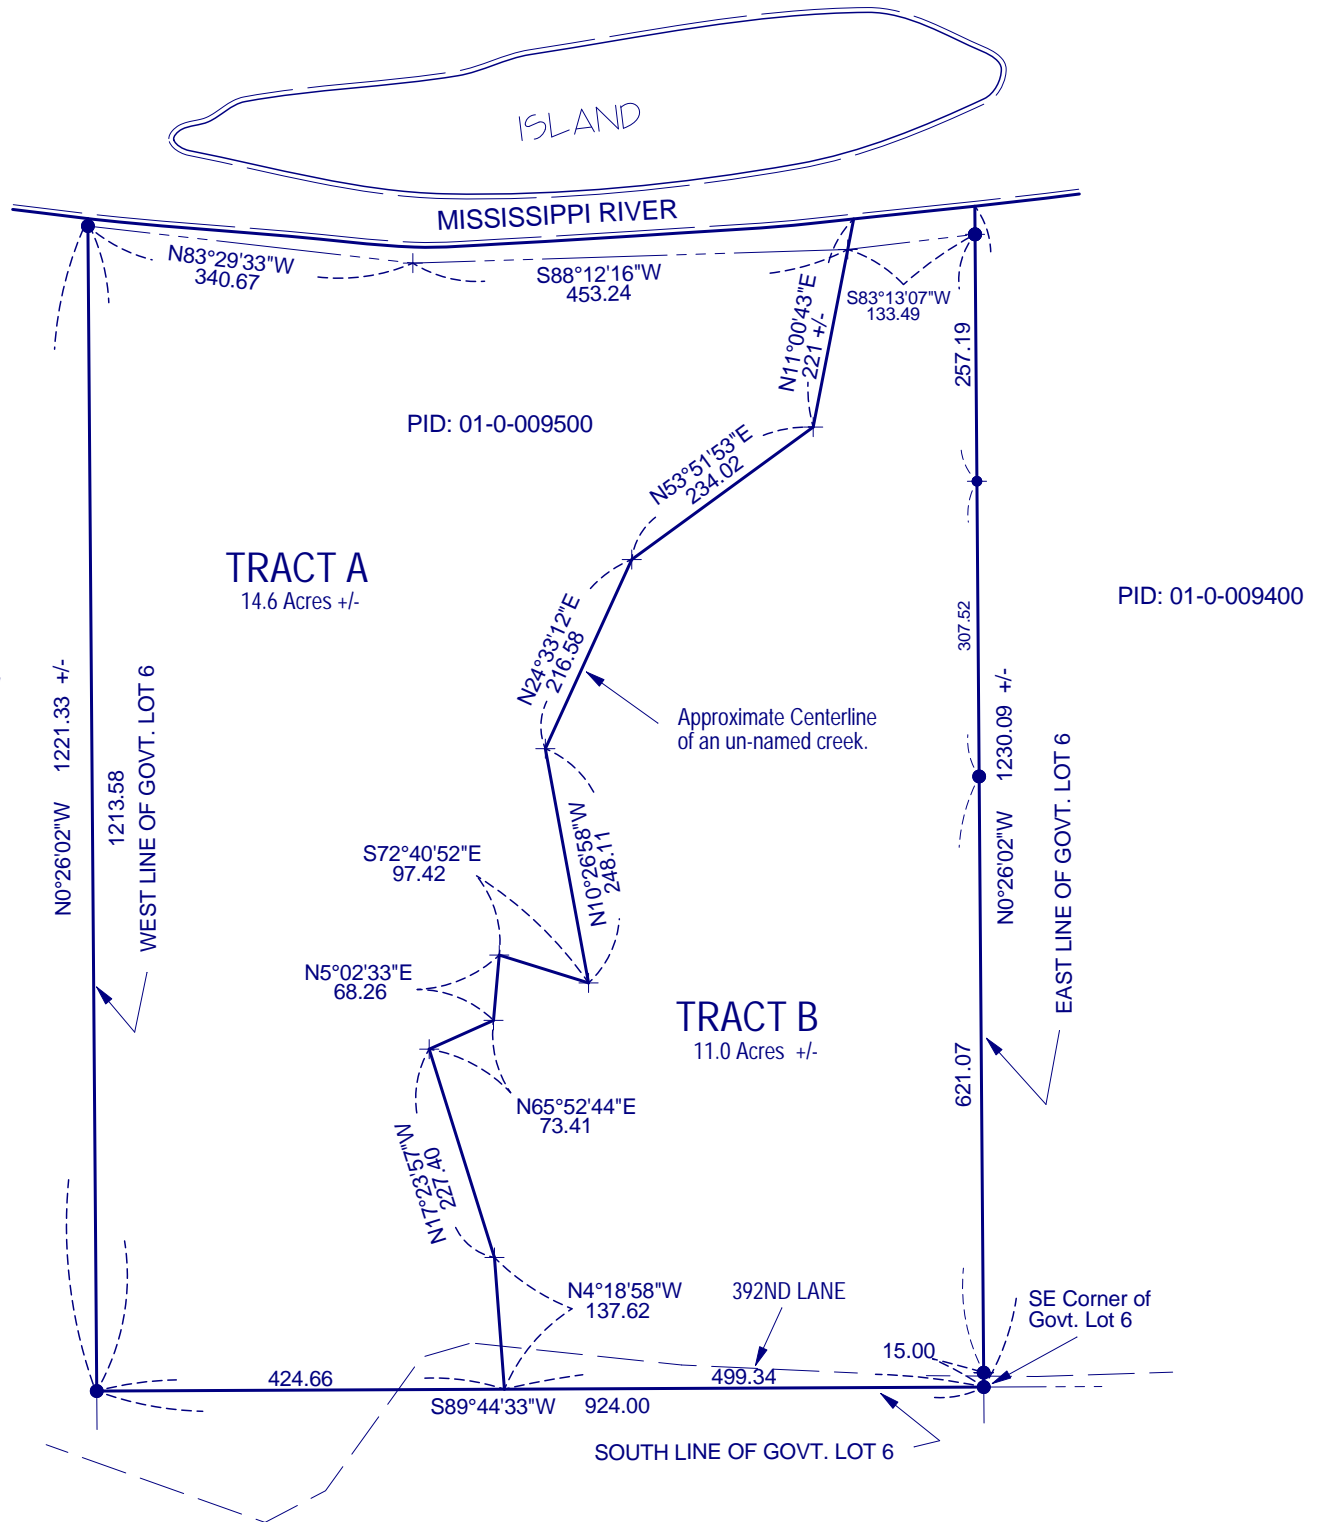 ISLAND
MISSISSIPPI RIVER
N83°29'33"W
340.67
S88°12'16"W
453.24
S83°13'07"W
133.49
N11°00'43"E
221 +/-
257.19
PID: 01-0-009500
N53°51'53"E
234.02
TRACT A
14.6 Acres +/-
PID: 01-0-009400
307.52
N24°33'12"E
216.58
Approximate Centerline
of an un-named creek.
N0°26'02"W 1221.33 +/-
1213.58
WEST LINE OF GOVT. LOT 6
N0°26'02"W 1230.09 +/-
EAST LINE OF GOVT. LOT 6
N10°26'58"W
248.11
S72°40'52"E
97.42
N5°02'33"E
68.26
TRACT B
11.0 Acres +/-
621.07
N65°52'44"E
73.41
N17°23'57"W
227.40
N4°18'58"W
137.62
392ND LANE
SE Corner of
Govt. Lot 6
15.00
424.66
499.34
S89°44'33"W 924.00
SOUTH LINE OF GOVT. LOT 6